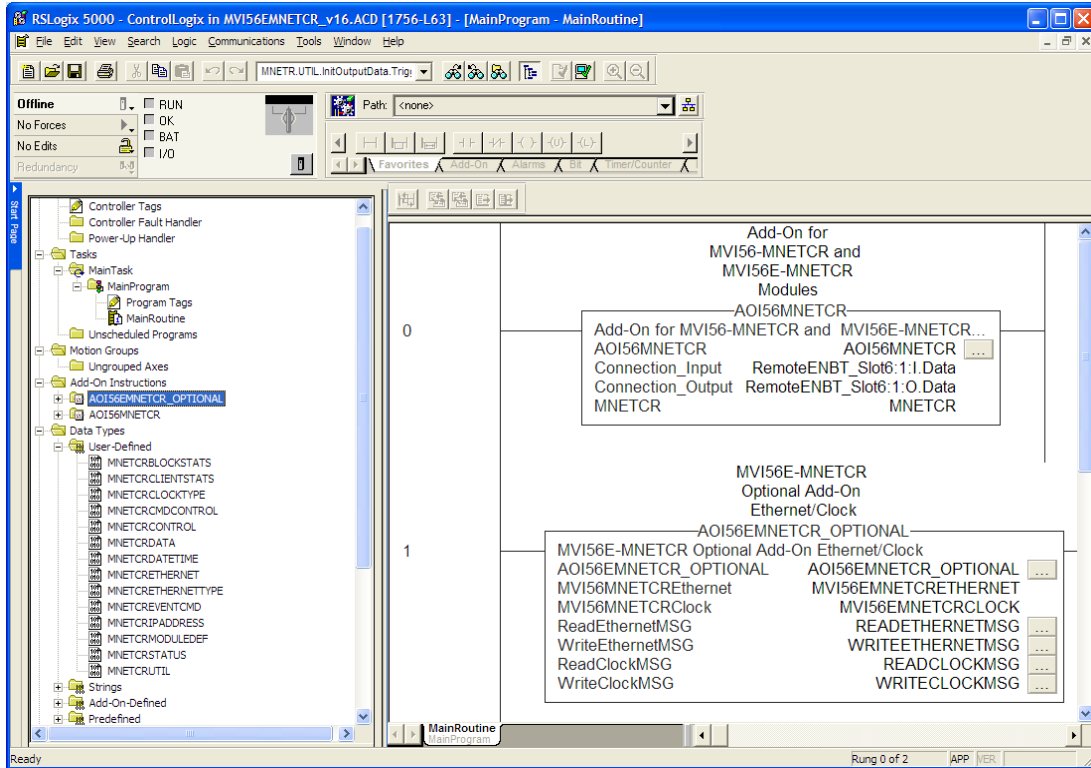 RSLogix 5000 - ControlLogix in MVI56EMNETCR_v16.ACD [1756-L63] - [MainProgram - MainRoutine]
File Edit View Search Logic Communications Tools Window Help
MNETR.UTIL.InitOutputData.Trig
Offline
RUN
No Forces
OK
BAT
No Edits
I/O
Redundancy
Path: <none>
Favorites Add-On Alarms Bit Timer/Counter
Start Page
Controller Tags
Controller Fault Handler
Power-Up Handler
Tasks
MainTask
MainProgram
Program Tags
MainRoutine
Unscheduled Programs
Motion Groups
Ungrouped Axes
Add-On Instructions
AOI56EMNETCR_OPTIONAL
AOI56MNETCR
Data Types
User-Defined
MNETCRBLOCKSTATS
MNETCRCLIENTSTATS
MNETCRCLOCKTYPE
MNETCRCMDCONTROL
MNETCRCONTROL
MNETCRDATA
MNETCRDATETIME
MNETCRETHERNET
MNETCRETHERNETTYPE
MNETCREVENTCMD
MNETCRIPADDRESS
MNETCRMODULEDEF
MNETCRSTATUS
MNETCRUTIL
Strings
Add-On-Defined
Predefined
Add-On for
MVI56-MNETCR and
MVI56E-MNETCR
Modules
AOI56MNETCR
0
Add-On for MVI56-MNETCR and MVI56E-MNETCR...
AOI56MNETCR AOI56MNETCR ...
Connection_Input RemoteENBT_Slot6:1:I.Data
Connection_Output RemoteENBT_Slot6:1:O.Data
MNETCR MNETCR
MVI56E-MNETCR
Optional Add-On
Ethernet/Clock
AOI56EMNETCR_OPTIONAL
1
MVI56E-MNETCR Optional Add-On Ethernet/Clock
AOI56EMNETCR_OPTIONAL AOI56EMNETCR_OPTIONAL ...
MVI56MNETCREthernet MVI56EMNETCRETHERNET
MVI56MNETCRClock MVI56EMNETCRCLOCK
ReadEthernetMSG READETHERNETMSG ...
WriteEthernetMSG WRITEETHERNETMSG ...
ReadClockMSG READCLOCKMSG ...
WriteClockMSG WRITECLOCKMSG ...
MainRoutine
MainProgram
Ready
Rung 0 of 2 APP VER